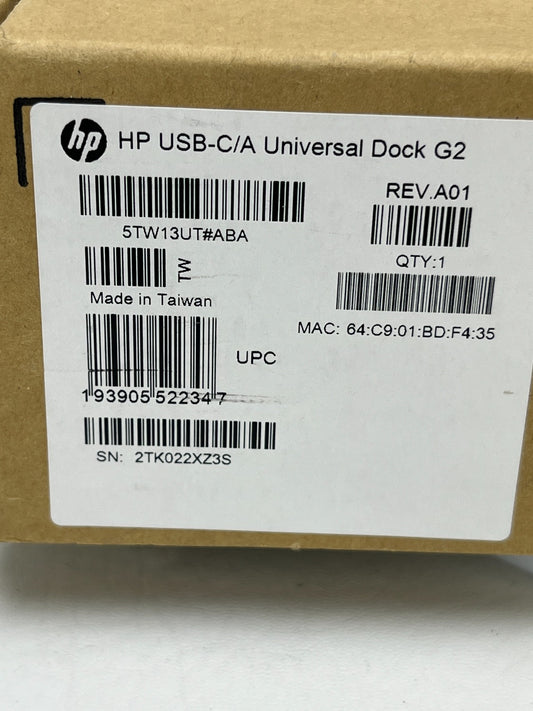 hp HP USB-C/A Universal Dock G2
REV.A01
5TW13UT#ABA
QTY:1
TW
Made in Taiwan
MAC: 64:C9:01:BD:F4:35
UPC
1 93905 52234 7
SN: 2TK022XZ3S